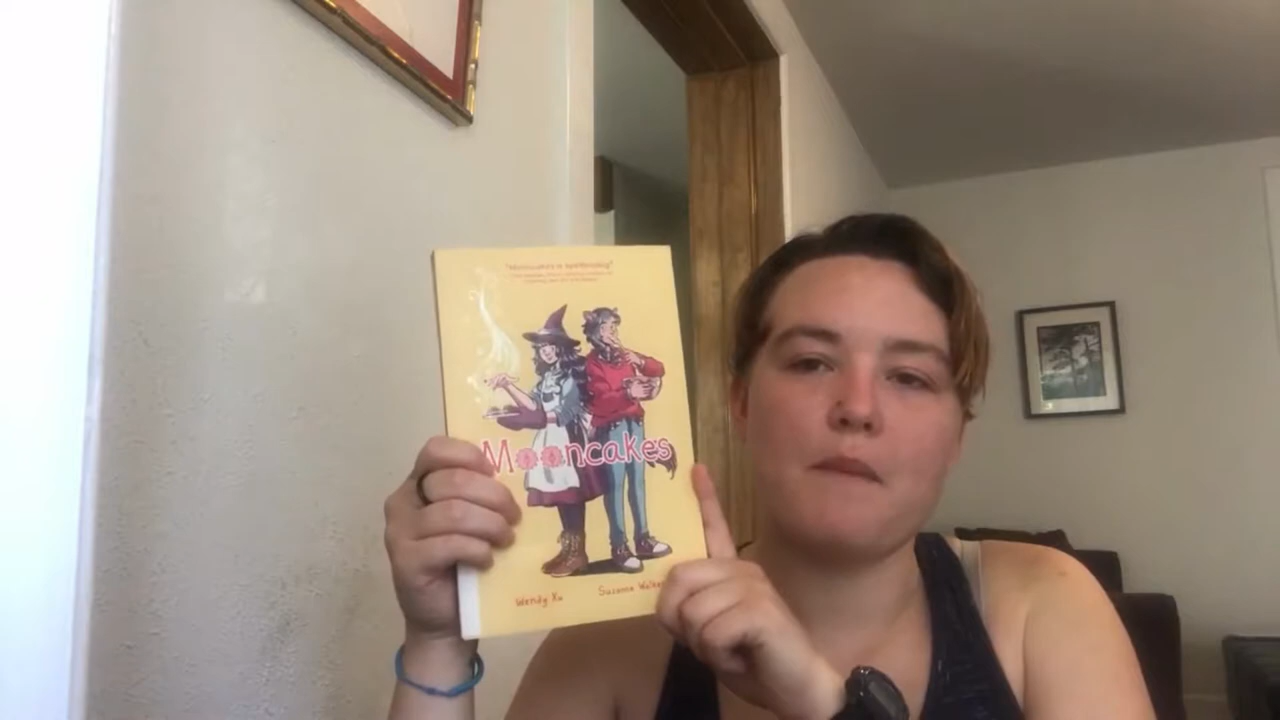 "Mooncakes is spellbinding"
Mooncakes
Wendy Xu Suzanne Walker